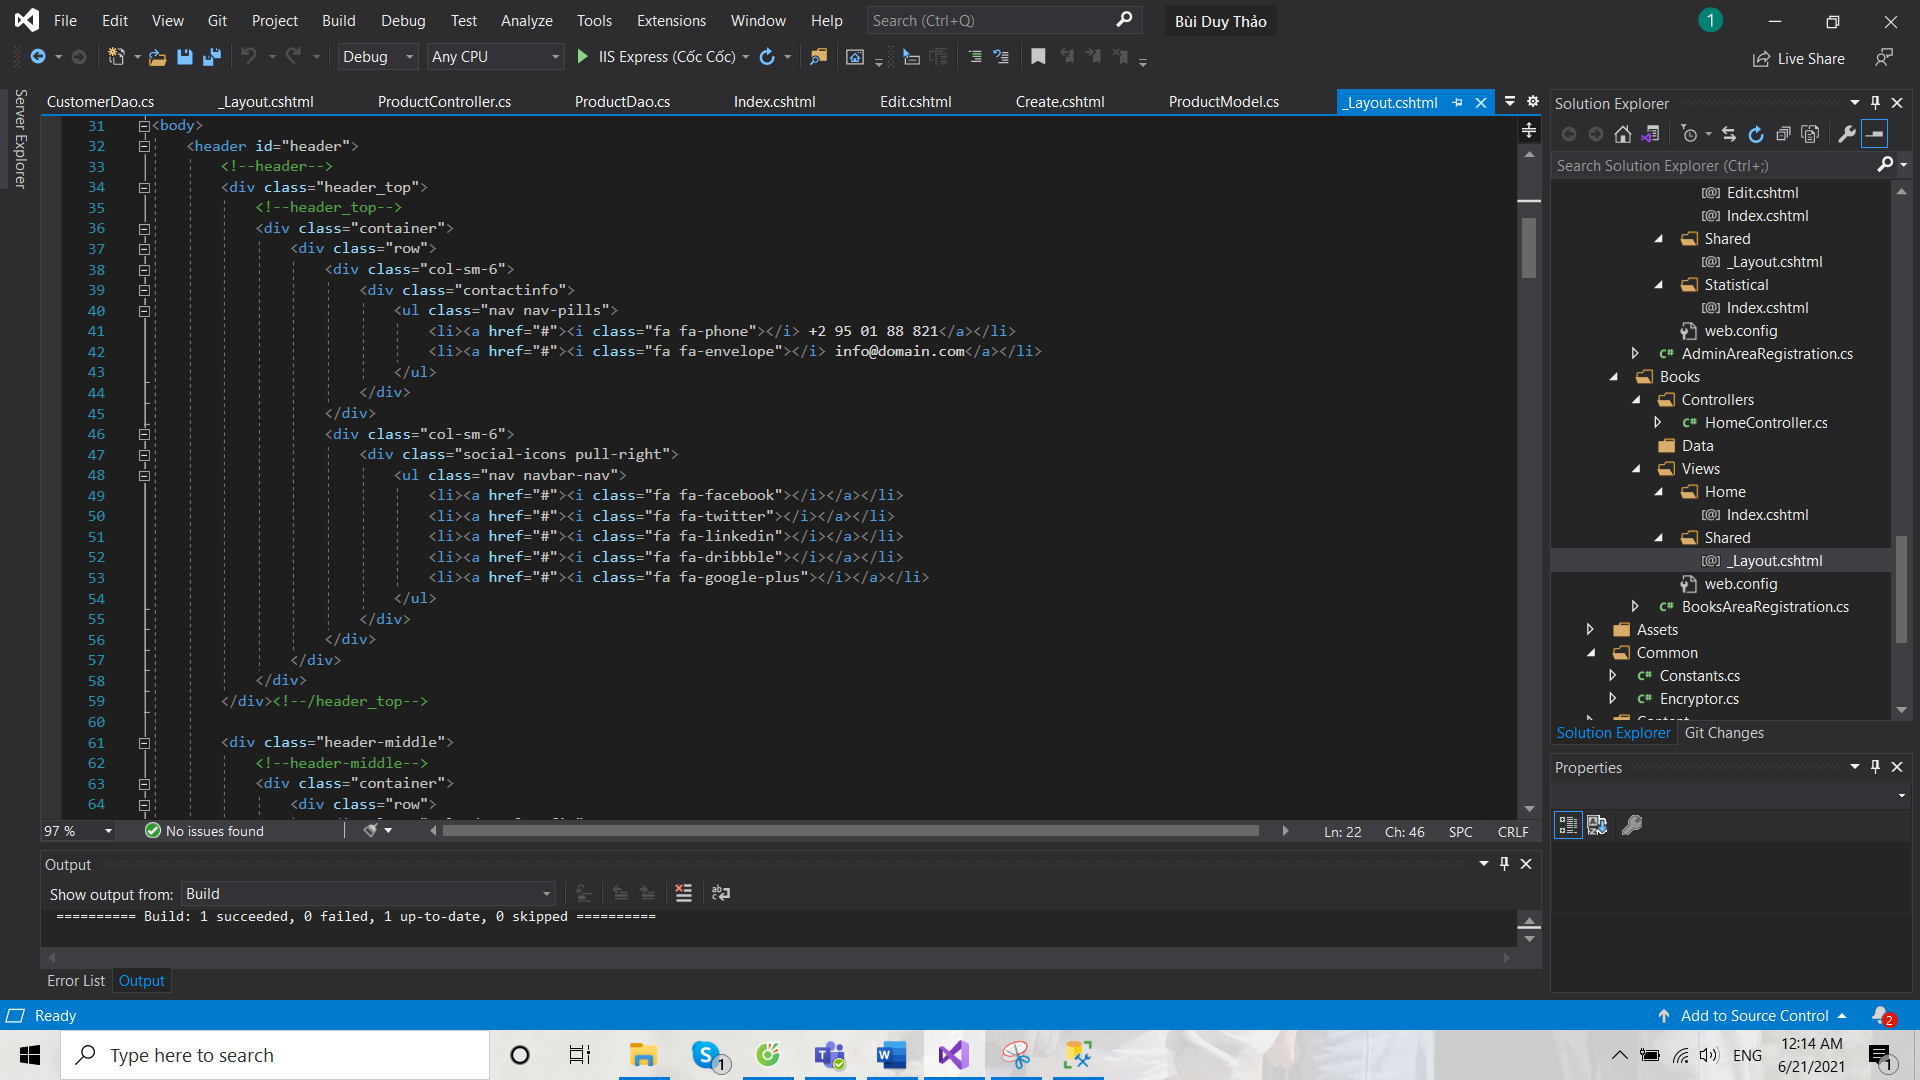 File Edit View Git Project Build Debug Test Analyze Tools Extensions Window Help Search (Ctrl+Q) Bùi Duy Thảo 1
Debug Any CPU IIS Express (Cốc Cốc) Live Share
Server Explorer
CustomerDao.cs _Layout.cshtml ProductController.cs ProductDao.cs Index.cshtml Edit.cshtml Create.cshtml ProductModel.cs _Layout.cshtml
31 <body>
32 <header id="header">
33 <!--header-->
34 <div class="header_top">
35 <!--header_top-->
36 <div class="container">
37 <div class="row">
38 <div class="col-sm-6">
39 <div class="contactinfo">
40 <ul class="nav nav-pills">
41 <li><a href="#"><i class="fa fa-phone"></i> +2 95 01 88 821</a></li>
42 <li><a href="#"><i class="fa fa-envelope"></i> info@domain.com</a></li>
43 </ul>
44 </div>
45 </div>
46 <div class="col-sm-6">
47 <div class="social-icons pull-right">
48 <ul class="nav navbar-nav">
49 <li><a href="#"><i class="fa fa-facebook"></i></a></li>
50 <li><a href="#"><i class="fa fa-twitter"></i></a></li>
51 <li><a href="#"><i class="fa fa-linkedin"></i></a></li>
52 <li><a href="#"><i class="fa fa-dribbble"></i></a></li>
53 <li><a href="#"><i class="fa fa-google-plus"></i></a></li>
54 </ul>
55 </div>
56 </div>
57 </div>
58 </div>
59 </div><!--/header_top-->
60
61 <div class="header-middle">
62 <!--header-middle-->
63 <div class="container">
64 <div class="row">
97 % No issues found Ln: 22 Ch: 46 SPC CRLF
Output
Show output from: Build
========== Build: 1 succeeded, 0 failed, 1 up-to-date, 0 skipped ==========
Error List Output
Solution Explorer
Search Solution Explorer (Ctrl+;)
Edit.cshtml
Index.cshtml
Shared
_Layout.cshtml
Statistical
Index.cshtml
web.config
AdminAreaRegistration.cs
Books
Controllers
HomeController.cs
Data
Views
Home
Index.cshtml
Shared
_Layout.cshtml
web.config
BooksAreaRegistration.cs
Assets
Common
Constants.cs
Encryptor.cs
Solution Explorer Git Changes
Properties
Ready Add to Source Control 2
Type here to search 1 ENG 12:14 AM 1
6/21/2021